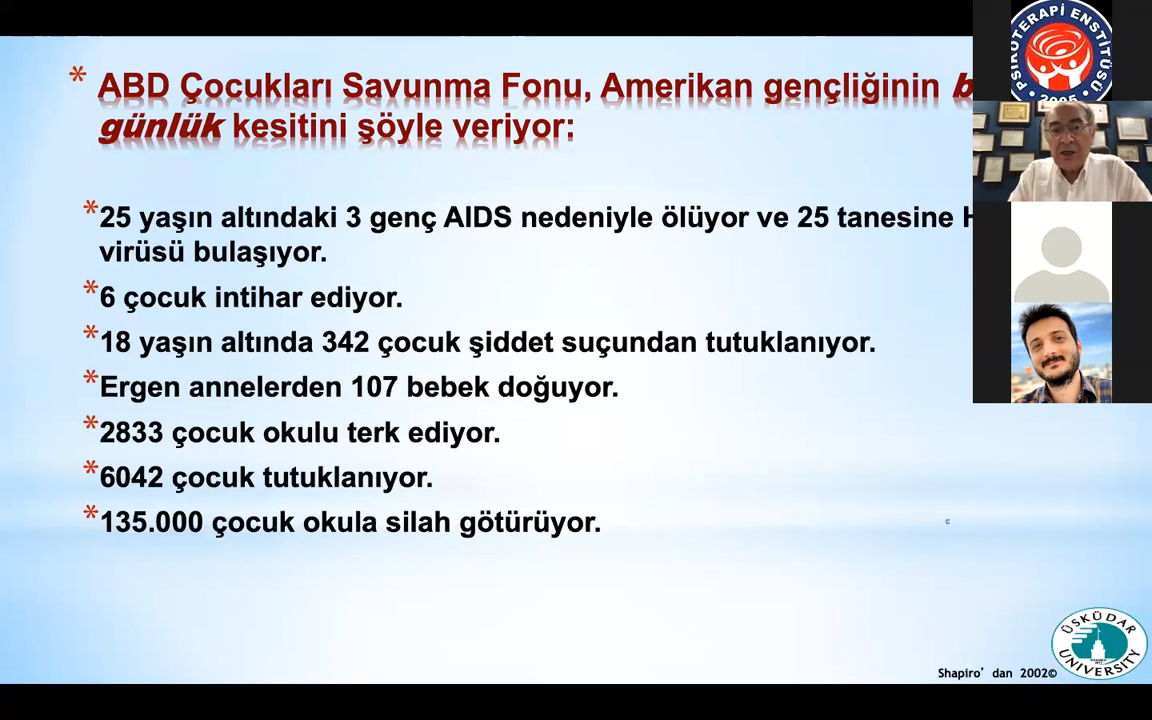 * ABD Çocukları Savunma Fonu, Amerikan gençliğinin
günlük kesitini şöyle veriyor:
* 25 yaşın altındaki 3 genç AIDS nedeniyle ölüyor ve 25 tanesine
virüsü bulaşıyor.
* 6 çocuk intihar ediyor.
* 18 yaşın altında 342 çocuk şiddet suçundan tutuklanıyor.
* Ergen annelerden 107 bebek doğuyor.
* 2833 çocuk okulu terk ediyor.
* 6042 çocuk tutuklanıyor.
* 135.000 çocuk okula silah götürüyor.
c
Shapiro’ dan 2002©
PSİKOTERAPİ ENSTİTÜSÜ
2005
ÜSKÜDAR
UNIVERSITY